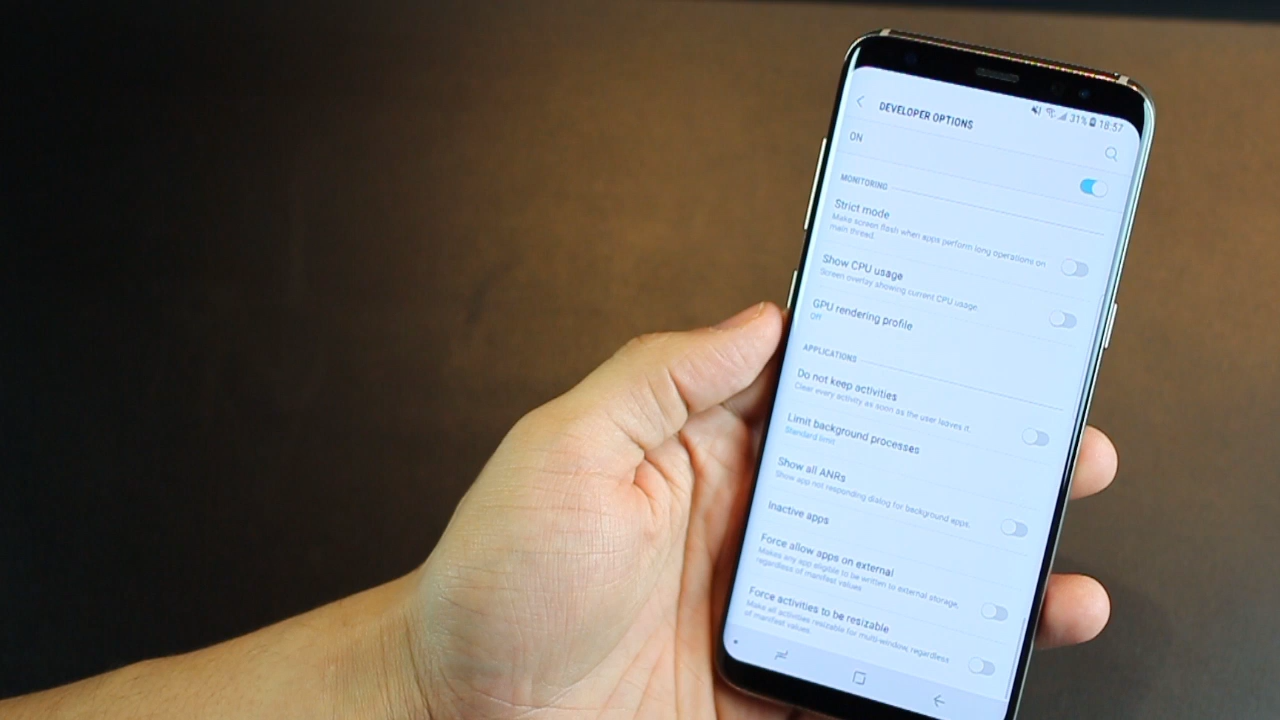 31% 18:57
DEVELOPER OPTIONS
ON
MONITORING
Strict mode
Make screen flash when apps perform long operations on
main thread.
Show CPU usage
Screen overlay showing current CPU usage.
GPU rendering profile
Off
APPLICATIONS
Do not keep activities
Clear every activity as soon as the user leaves it.
Limit background processes
Standard limit
Show all ANRs
Show app not responding dialog for background apps.
Inactive apps
Force allow apps on external
Makes any app eligible to be written to external storage,
regardless of manifest values
Force activities to be resizable
Make all activities resizable for multi-window, regardless
of manifest values.